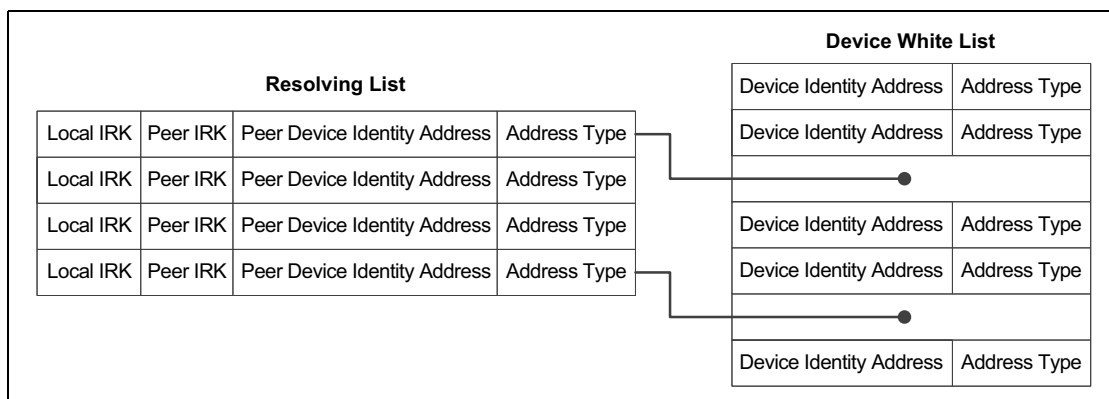 Resolving List
Local IRK Peer IRK Peer Device Identity Address Address Type
Local IRK Peer IRK Peer Device Identity Address Address Type
Local IRK Peer IRK Peer Device Identity Address Address Type
Local IRK Peer IRK Peer Device Identity Address Address Type
Device White List
Device Identity Address Address Type
Device Identity Address Address Type
Device Identity Address Address Type
Device Identity Address Address Type
Device Identity Address Address Type